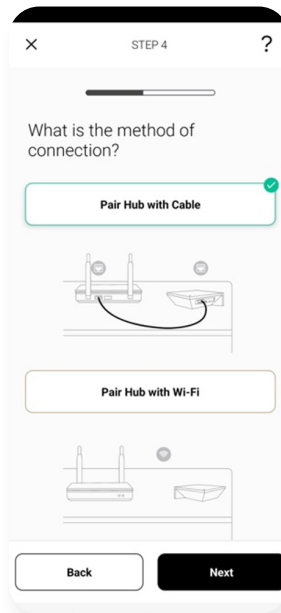 STEP 4
?
What is the method of
connection?
Pair Hub with Cable
Pair Hub with Wi-Fi
Back
Next